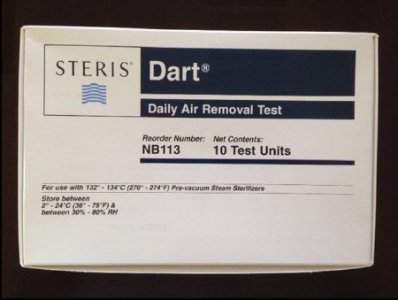 STERIS® Dart®
Daily Air Removal Test
Reorder Number: Net Contents:
NB113 10 Test Units
For use with 132° - 134°C (270° - 274°F) Pre-vacuum Steam Sterilizers
Store between
2° - 24°C (36° - 75°F) &
between 30% - 80% RH